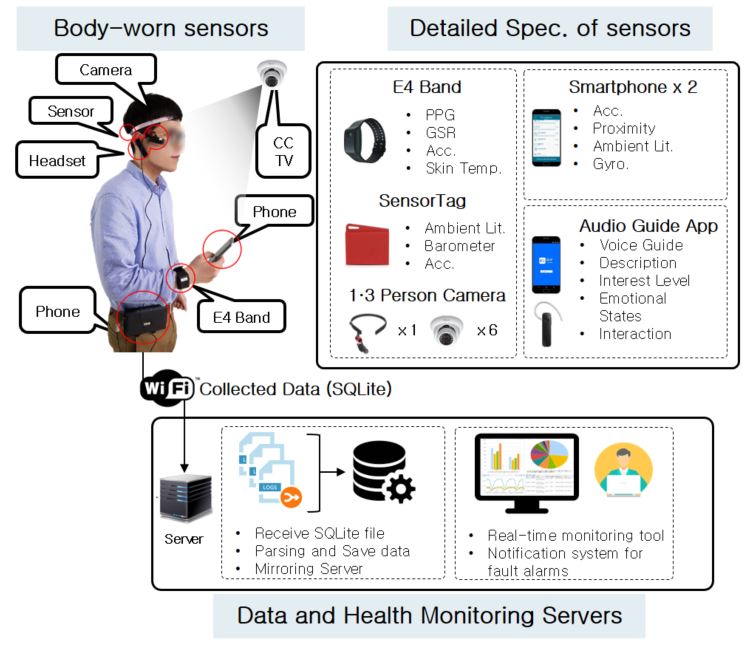 Body-worn sensors
Detailed Spec. of sensors
Camera
Sensor
Headset
CC
TV
Phone
Phone
E4 Band
E4 Band
• PPG
• GSR
• Acc.
• Skin Temp.
SensorTag
• Ambient Lit.
• Barometer
• Acc.
1·3 Person Camera
x 1
x 6
Smartphone x 2
• Acc.
• Proximity
• Ambient Lit.
• Gyro.
Audio Guide App
• Voice Guide
• Description
• Interest Level
• Emotional
States
• Interaction
WiFi™ Collected Data (SQLite)
Server
L
L
LOGS
• Receive SQLite file
• Parsing and Save data
• Mirroring Server
• Real-time monitoring tool
• Notification system for
fault alarms
Data and Health Monitoring Servers